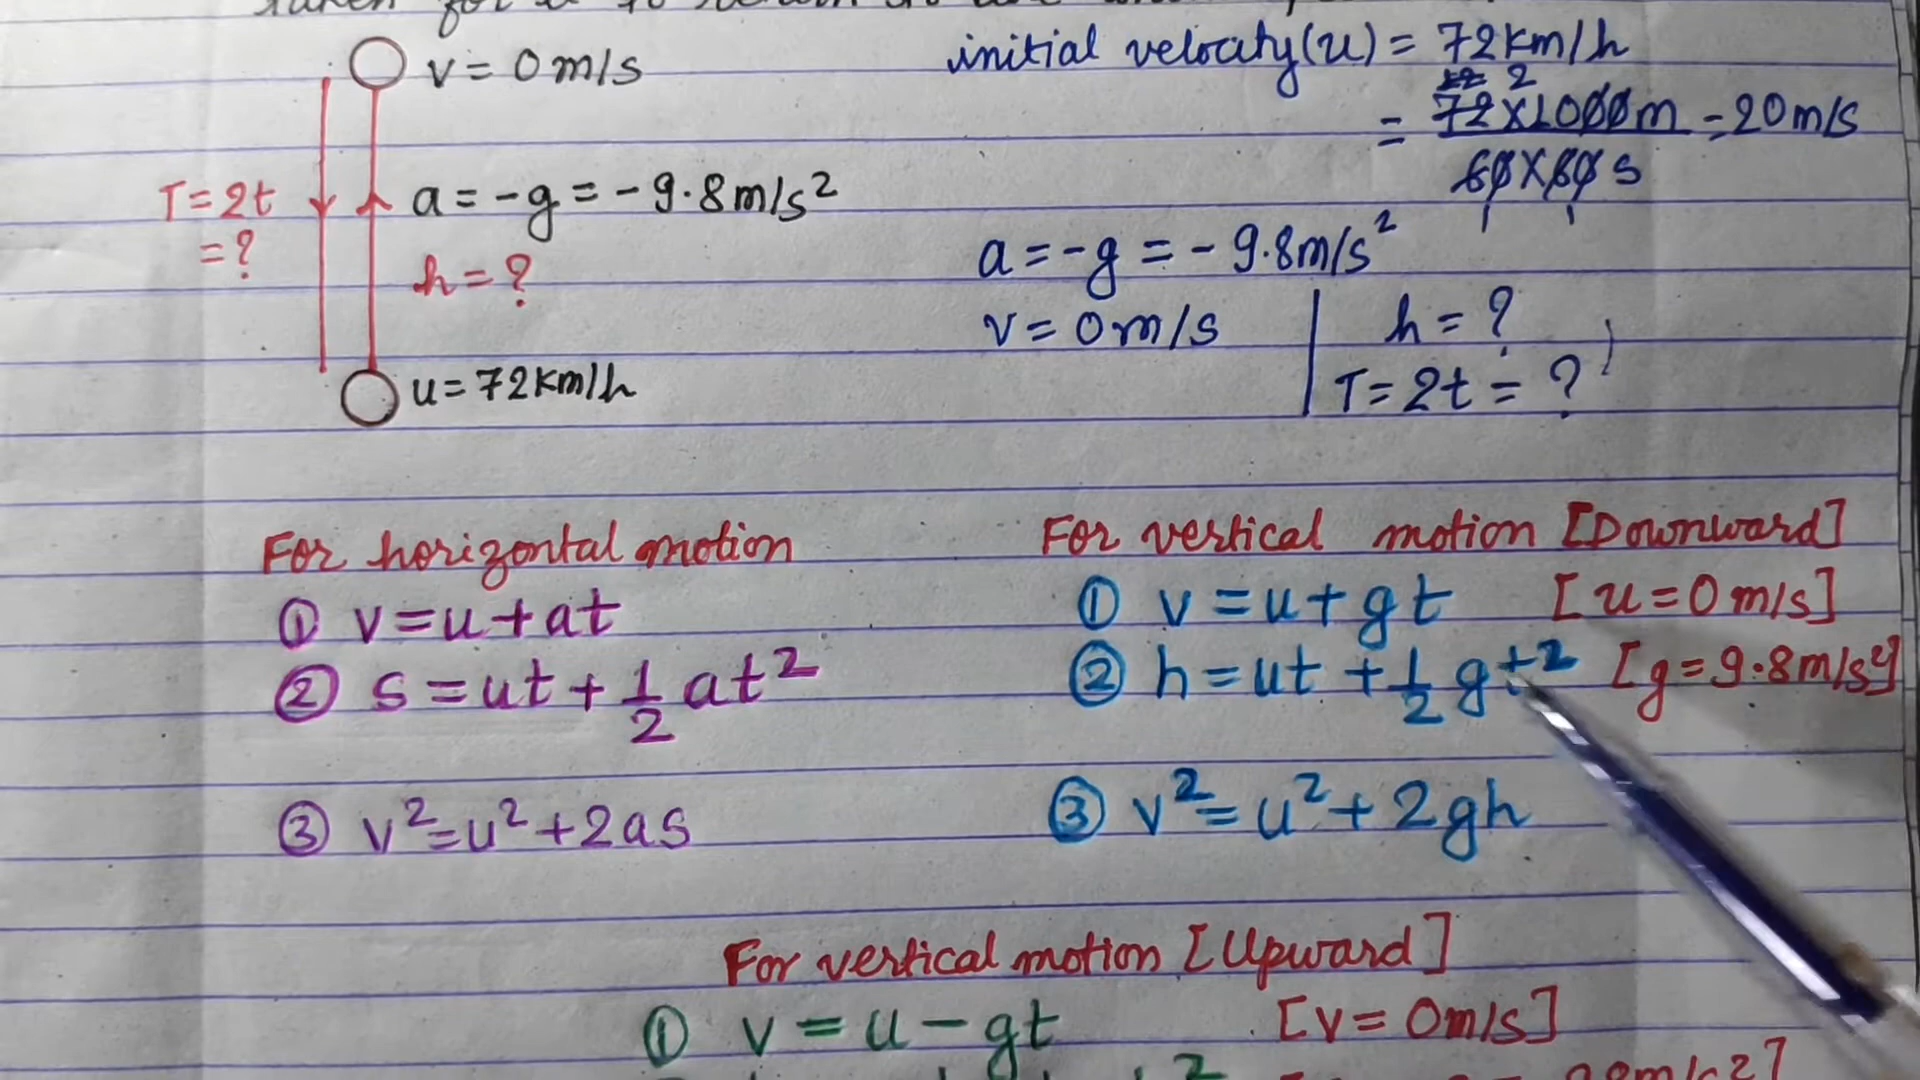 v = 0 m/s
T = 2t
= ?
a = -g = - 9.8 m/s²
h = ?
u = 72 km/h
initial velocity (u) = 72 km/h
= 72 × 1000 m = 20 m/s
60 × 60 s
a = -g = - 9.8 m/s²
v = 0 m/s
h = ?
T = 2t = ?
For horizontal motion
① v = u + at
② s = ut + 1/2 at²
③ v² = u² + 2as
For vertical motion [Downward]
① v = u + gt [u = 0 m/s]
② h = ut + 1/2 gt² [g = 9.8 m/s²]
③ v² = u² + 2gh
For vertical motion [Upward]
① v = u - gt [v = 0 m/s]